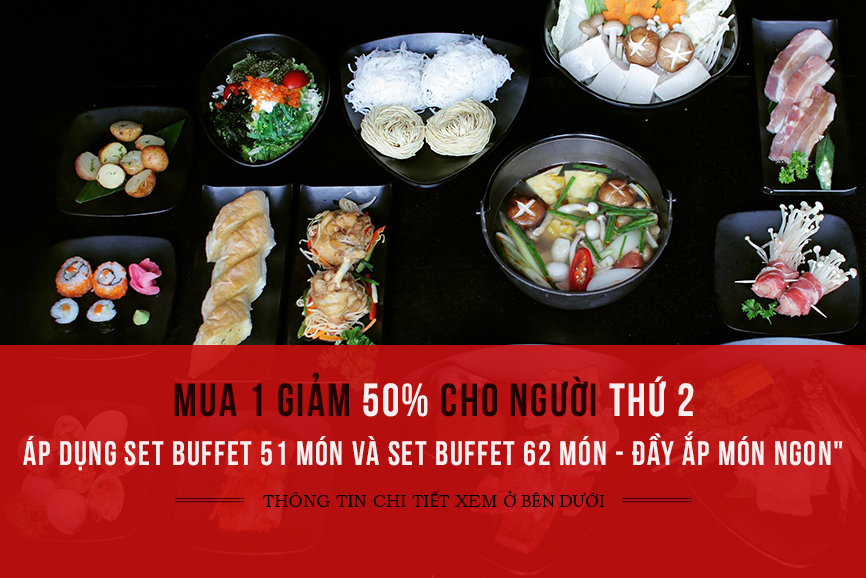 MUA 1 GIẢM 50% CHO NGƯỜI THỨ 2
ÁP DỤNG SET BUFFET 51 MÓN VÀ SET BUFFET 62 MÓN - ĐẦY ẮP MÓN NGON"
THÔNG TIN CHI TIẾT XEM Ở BÊN DƯỚI